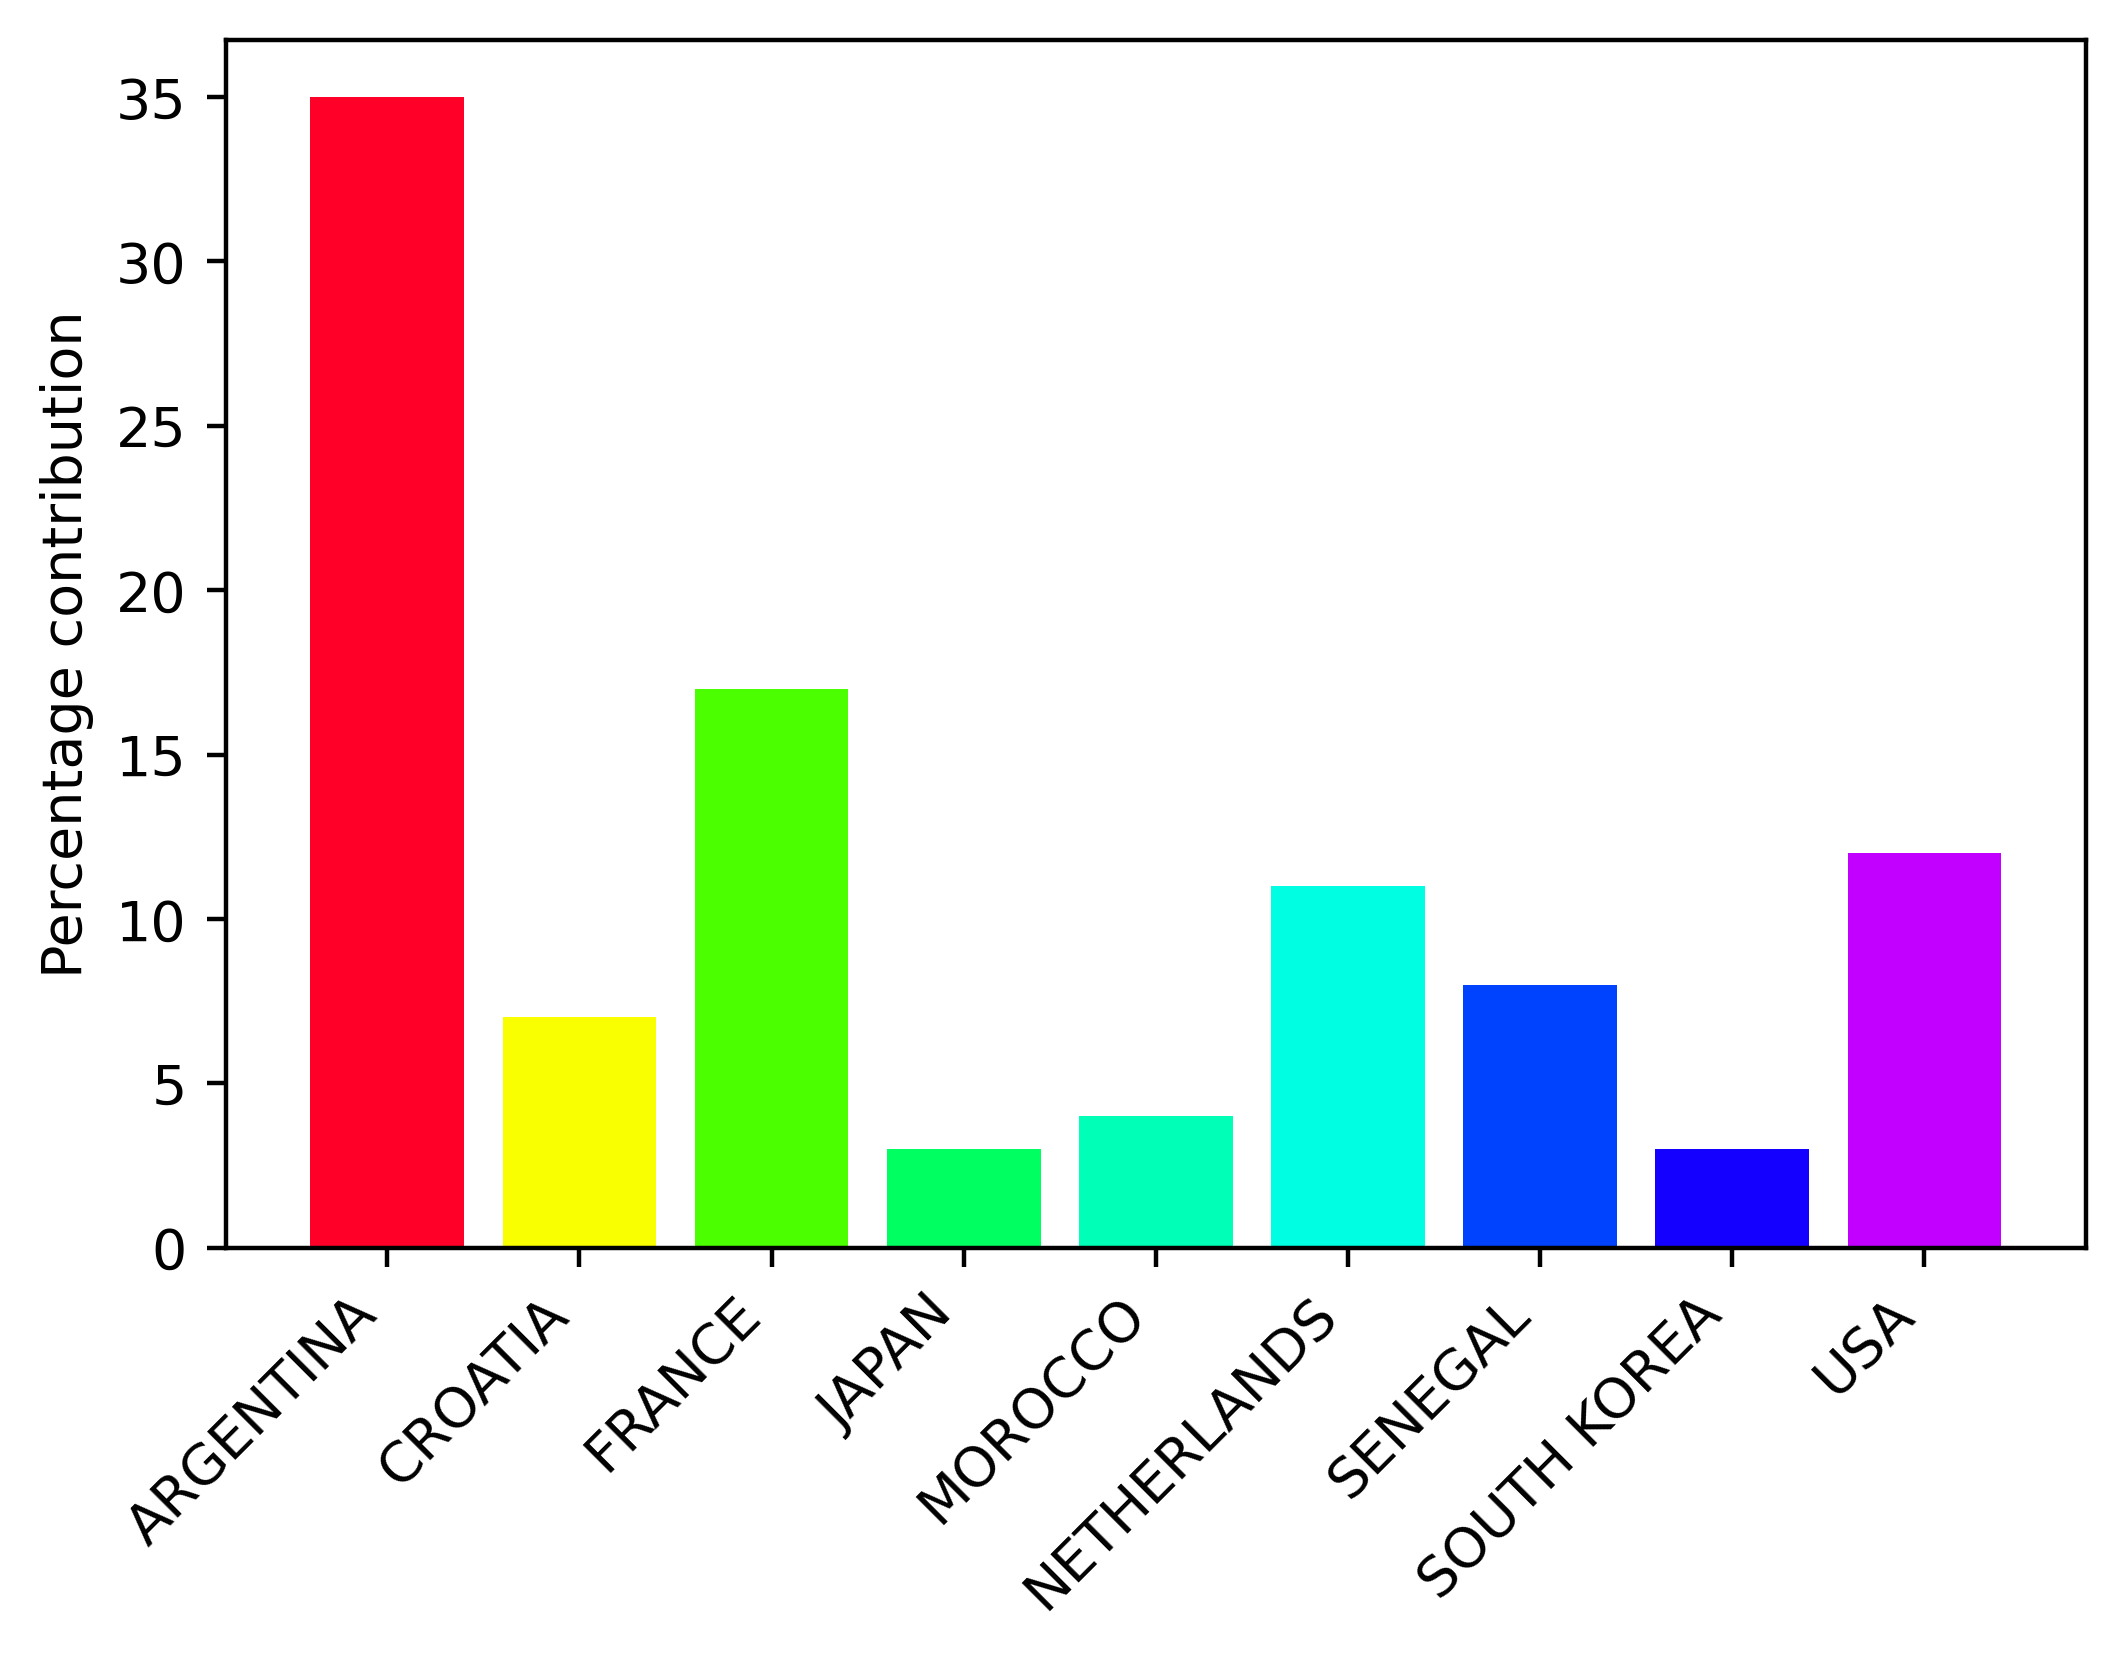 Percentage contribution
35
30
25
20
15
10
5
0
ARGENTINA
CROATIA
FRANCE
JAPAN
MOROCCO
NETHERLANDS
SENEGAL
SOUTH KOREA
USA